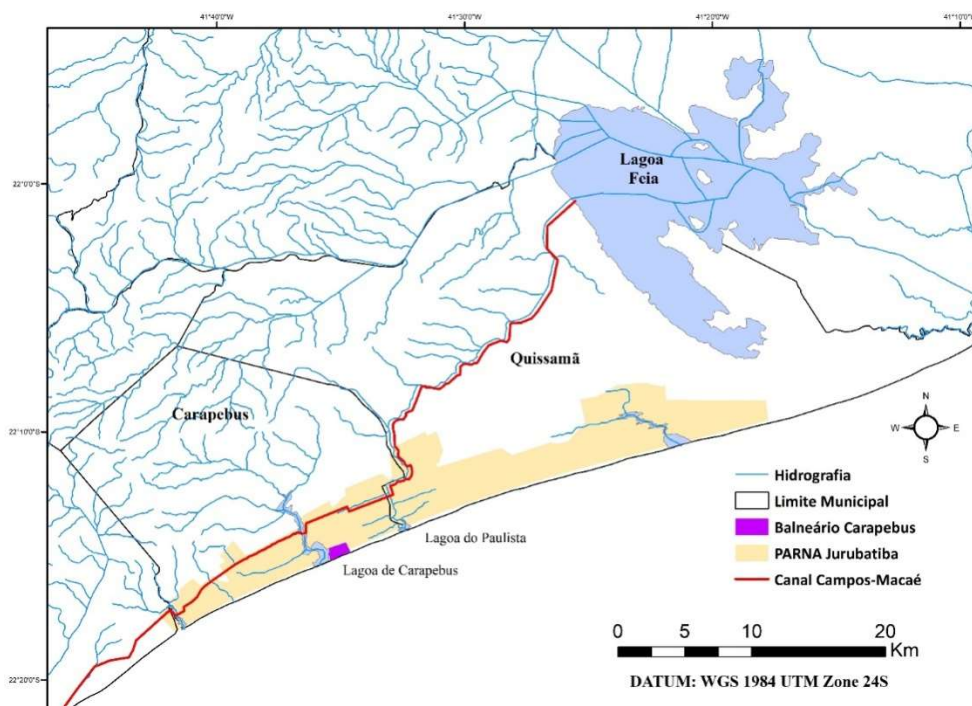 41°40'0"W
41°30'0"W
41°20'0"W
41°10'0"W
22°0'0"S
22°10'0"S
22°20'0"S
Lagoa
Feia
Quissamã
Carapebus
Lagoa do Paulista
Lagoa de Carapebus
N
W
E
S
Hidrografia
Limite Municipal
Balneário Carapebus
PARNA Jurubatiba
Canal Campos-Macaé
0 5 10 20
Km
DATUM: WGS 1984 UTM Zone 24S